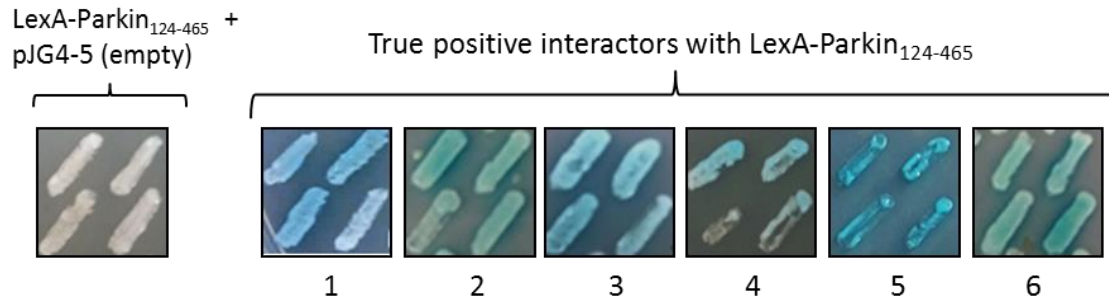 LexA-Parkin₁₂₄₋₄₆₅ +
pJG4-5 (empty)
True positive interactors with LexA-Parkin₁₂₄₋₄₆₅
1 2 3 4 5 6